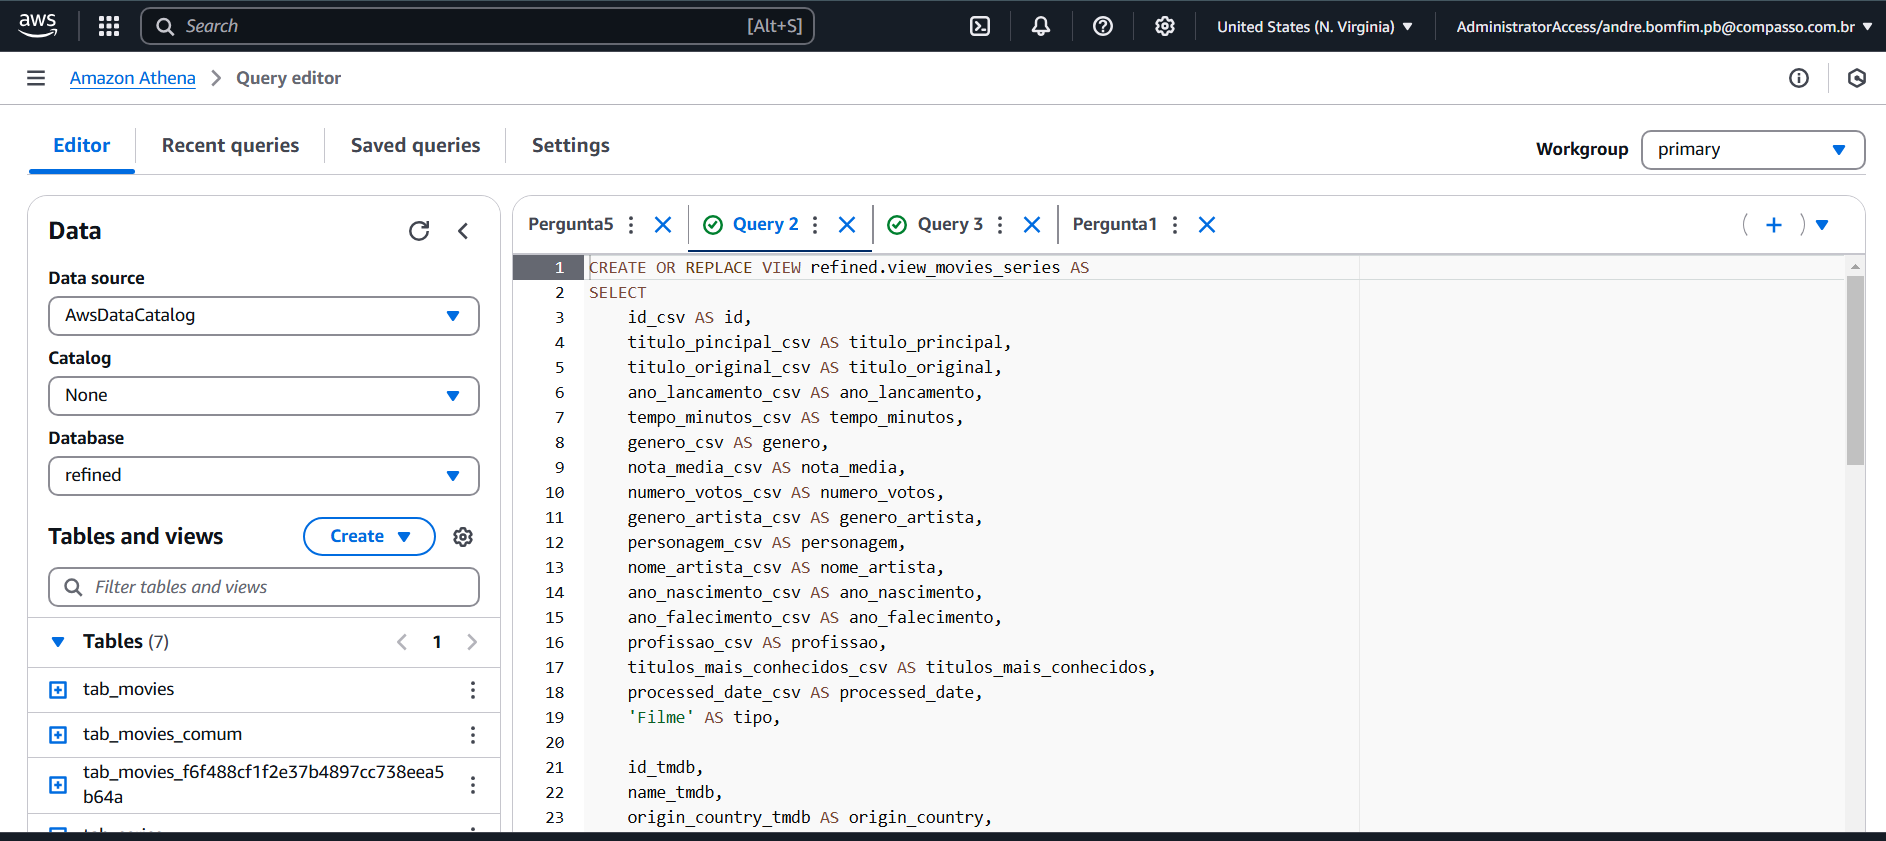 aws
Search [Alt+S]
United States (N. Virginia)
AdministratorAccess/andre.bomfim.pb@compasso.com.br
Amazon Athena > Query editor
Editor
Recent queries
Saved queries
Settings
Workgroup
primary
Data
Data source
AwsDataCatalog
Catalog
None
Database
refined
Tables and views
Create
Filter tables and views
Tables (7)
1
tab_movies
tab_movies_comum
tab_movies_f6f488cf1f2e37b4897cc738eea5
b64a
Pergunta5
Query 2
Query 3
Pergunta1
1 CREATE OR REPLACE VIEW refined.view_movies_series AS
2 SELECT
3 id_csv AS id,
4 titulo_pincipal_csv AS titulo_principal,
5 titulo_original_csv AS titulo_original,
6 ano_lancamento_csv AS ano_lancamento,
7 tempo_minutos_csv AS tempo_minutos,
8 genero_csv AS genero,
9 nota_media_csv AS nota_media,
10 numero_votos_csv AS numero_votos,
11 genero_artista_csv AS genero_artista,
12 personagem_csv AS personagem,
13 nome_artista_csv AS nome_artista,
14 ano_nascimento_csv AS ano_nascimento,
15 ano_falecimento_csv AS ano_falecimento,
16 profissao_csv AS profissao,
17 titulos_mais_conhecidos_csv AS titulos_mais_conhecidos,
18 processed_date_csv AS processed_date,
19 'Filme' AS tipo,
20
21 id_tmdb,
22 name_tmdb,
23 origin_country_tmdb AS origin_country,